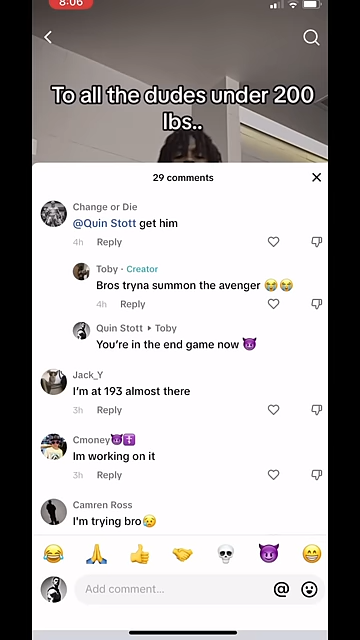 8:06
To all the dudes under 200
lbs..
29 comments
Change or Die
@Quin Stott get him
4h Reply
Toby · Creator
Bros tryna summon the avenger 😭😭
4h Reply
Quin Stott ▸ Toby
You're in the end game now 😈
Jack_Y
I'm at 193 almost there
3h Reply
Cmoney😈✝️
Im working on it
3h Reply
Camren Ross
I'm trying bro😥
Add comment...